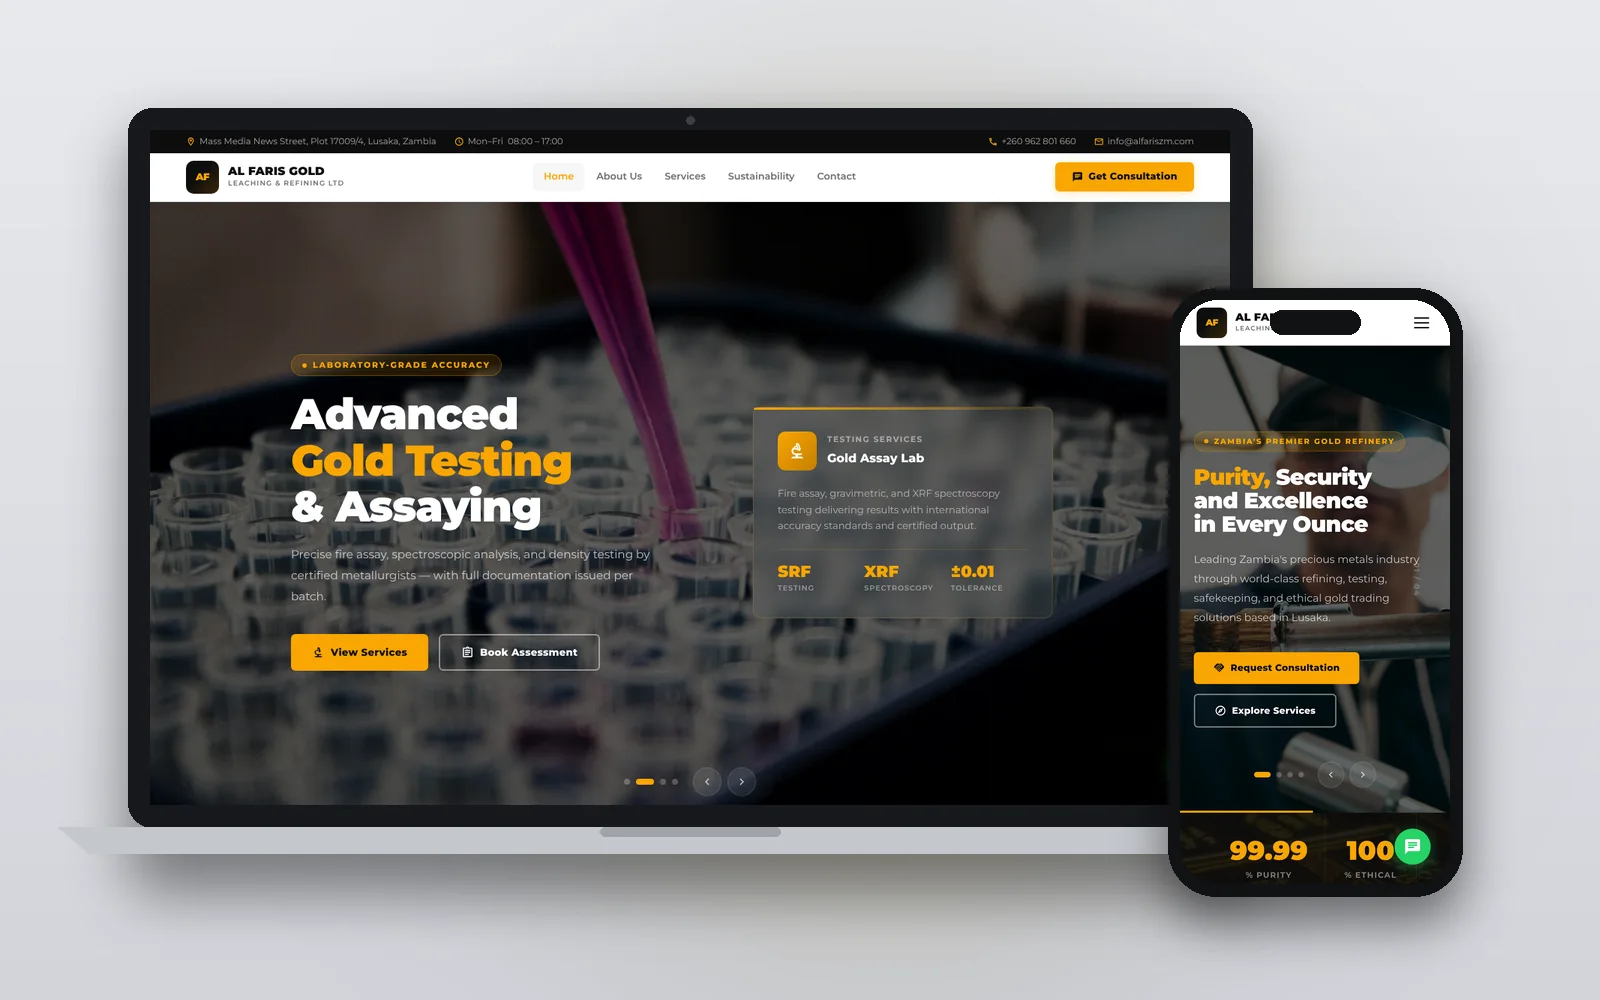 Mass Media News Street, Plot 17009/4, Lusaka, Zambia
Mon–Fri 08:00 – 17:00
+260 962 801 660
info@alfariszm.com
AF
AL FARIS GOLD
LEACHING & REFINING LTD
Home
About Us
Services
Sustainability
Contact
Get Consultation
LABORATORY-GRADE ACCURACY
Advanced
Gold Testing
& Assaying
Precise fire assay, spectroscopic analysis, and density testing by
certified metallurgists — with full documentation issued per
batch.
View Services
Book Assessment
TESTING SERVICES
Gold Assay Lab
Fire assay, gravimetric, and XRF spectroscopy
testing delivering results with international
accuracy standards and certified output.
SRF
XRF
±0.01
TESTING
SPECTROSCOPY
TOLERANCE
AF
AL FA
LEACHIN
ZAMBIA'S PREMIER GOLD REFINERY
Purity, Security
and Excellence
in Every Ounce
Leading Zambia's precious metals industry
through world-class refining, testing,
safekeeping, and ethical gold trading
solutions based in Lusaka.
Request Consultation
Explore Services
99.99
100
% PURITY
% ETHICAL